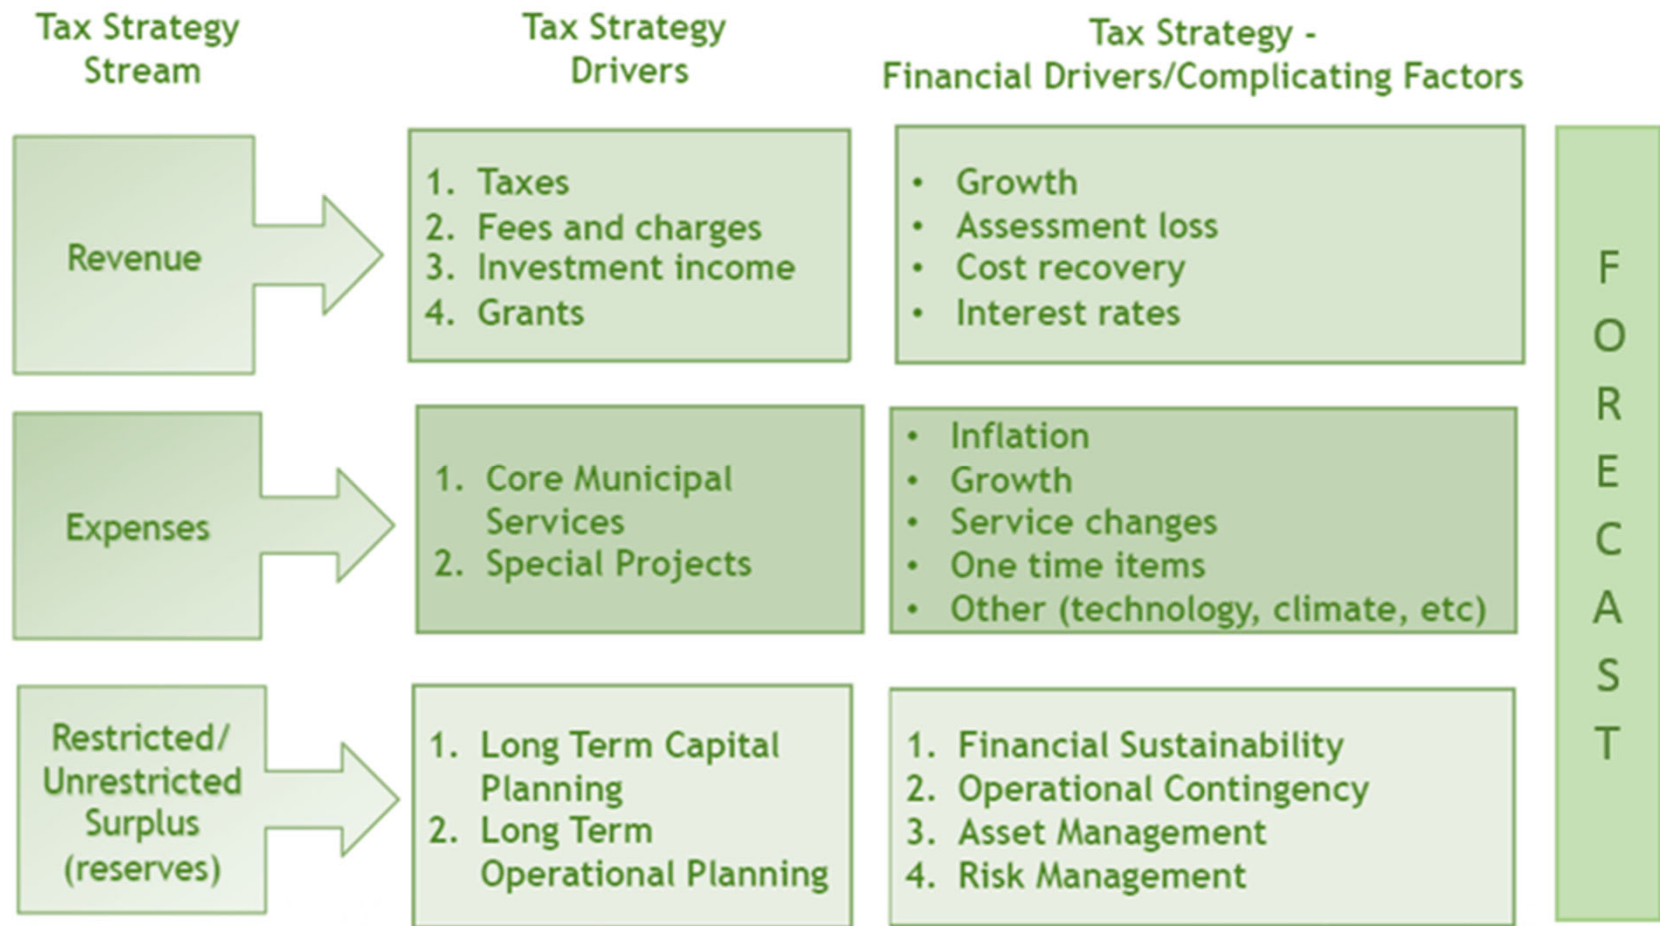 Tax Strategy
Stream
Tax Strategy
Drivers
Tax Strategy -
Financial Drivers/Complicating Factors
Revenue
1. Taxes
2. Fees and charges
3. Investment income
4. Grants
• Growth
• Assessment loss
• Cost recovery
• Interest rates
Expenses
1. Core Municipal
Services
2. Special Projects
• Inflation
• Growth
• Service changes
• One time items
• Other (technology, climate, etc)
Restricted/
Unrestricted
Surplus
(reserves)
1. Long Term Capital
Planning
2. Long Term
Operational Planning
1. Financial Sustainability
2. Operational Contingency
3. Asset Management
4. Risk Management
F
O
R
E
C
A
S
T